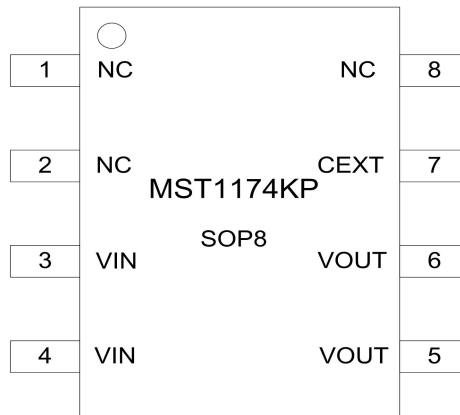 1 NC NC 8
2 NC CEXT 7
MST1174KP
SOP8
3 VIN VOUT 6
4 VIN VOUT 5